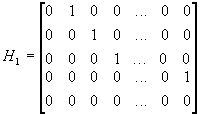 0 1 0 0 ... 0 0
0 0 1 0 ... 0 0
H1 = 0 0 0 1 ... 0 0
0 0 0 0 ... 0 1
0 0 0 0 ... 0 0